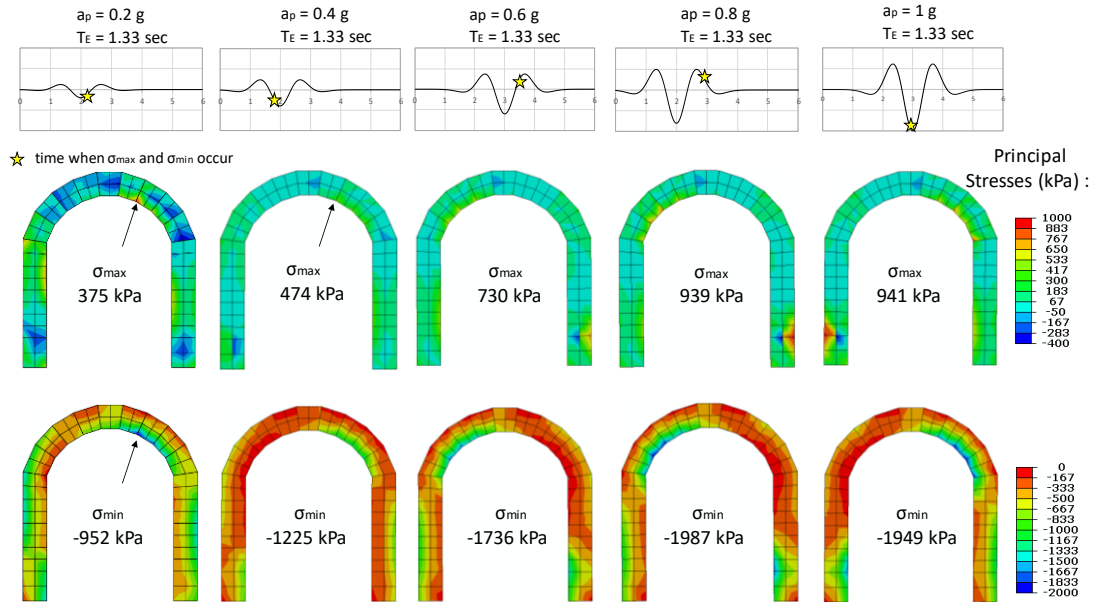 ap = 0.2 g
TE = 1.33 sec
ap = 0.4 g
TE = 1.33 sec
ap = 0.6 g
TE = 1.33 sec
ap = 0.8 g
TE = 1.33 sec
ap = 1 g
TE = 1.33 sec
0 1 2 3 4 5 6
0 1 2 3 4 5 6
0 1 2 3 4 5 6
0 1 2 3 4 5 6
0 1 2 3 4 5 6
time when σmax and σmin occur
Principal
Stresses (kPa) :
σmax
375 kPa
σmax
474 kPa
σmax
730 kPa
σmax
939 kPa
σmax
941 kPa
1000
883
767
650
533
417
300
183
67
-50
-167
-283
-400
σmin
-952 kPa
σmin
-1225 kPa
σmin
-1736 kPa
σmin
-1987 kPa
σmin
-1949 kPa
0
-167
-333
-500
-667
-833
-1000
-1167
-1333
-1500
-1667
-1833
-2000